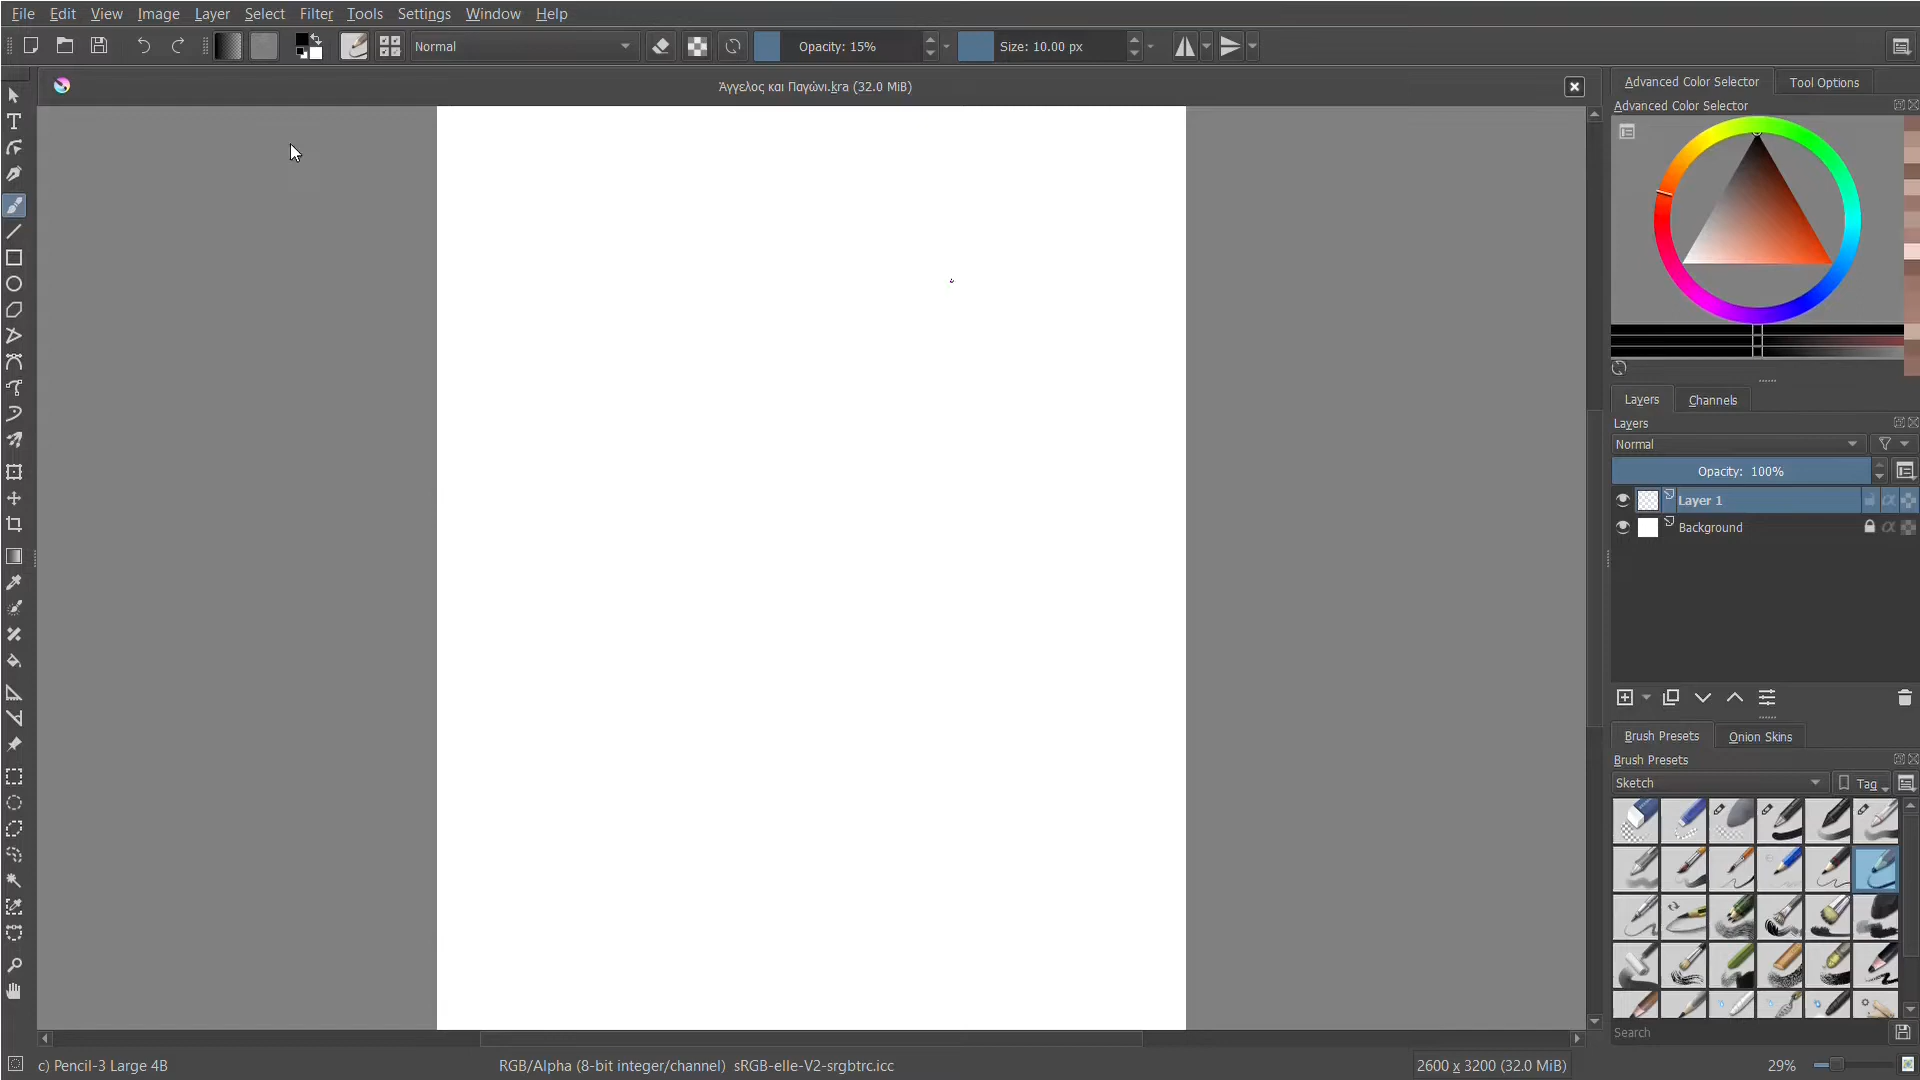 File Edit View Image Layer Select Filter Tools Settings Window Help
Normal Opacity: 15% Size: 10.00 px
Άγγελος και Παγώνι.kra (32.0 MiB)
Advanced Color Selector Tool Options
Advanced Color Selector
Layers Channels
Layers
Normal
Opacity: 100%
Layer 1
Background
Brush Presets Onion Skins
Brush Presets
Sketch Tag
Search
c) Pencil-3 Large 4B RGB/Alpha (8-bit integer/channel) sRGB-elle-V2-srgbtrc.icc 2600 x 3200 (32.0 MiB) 29%